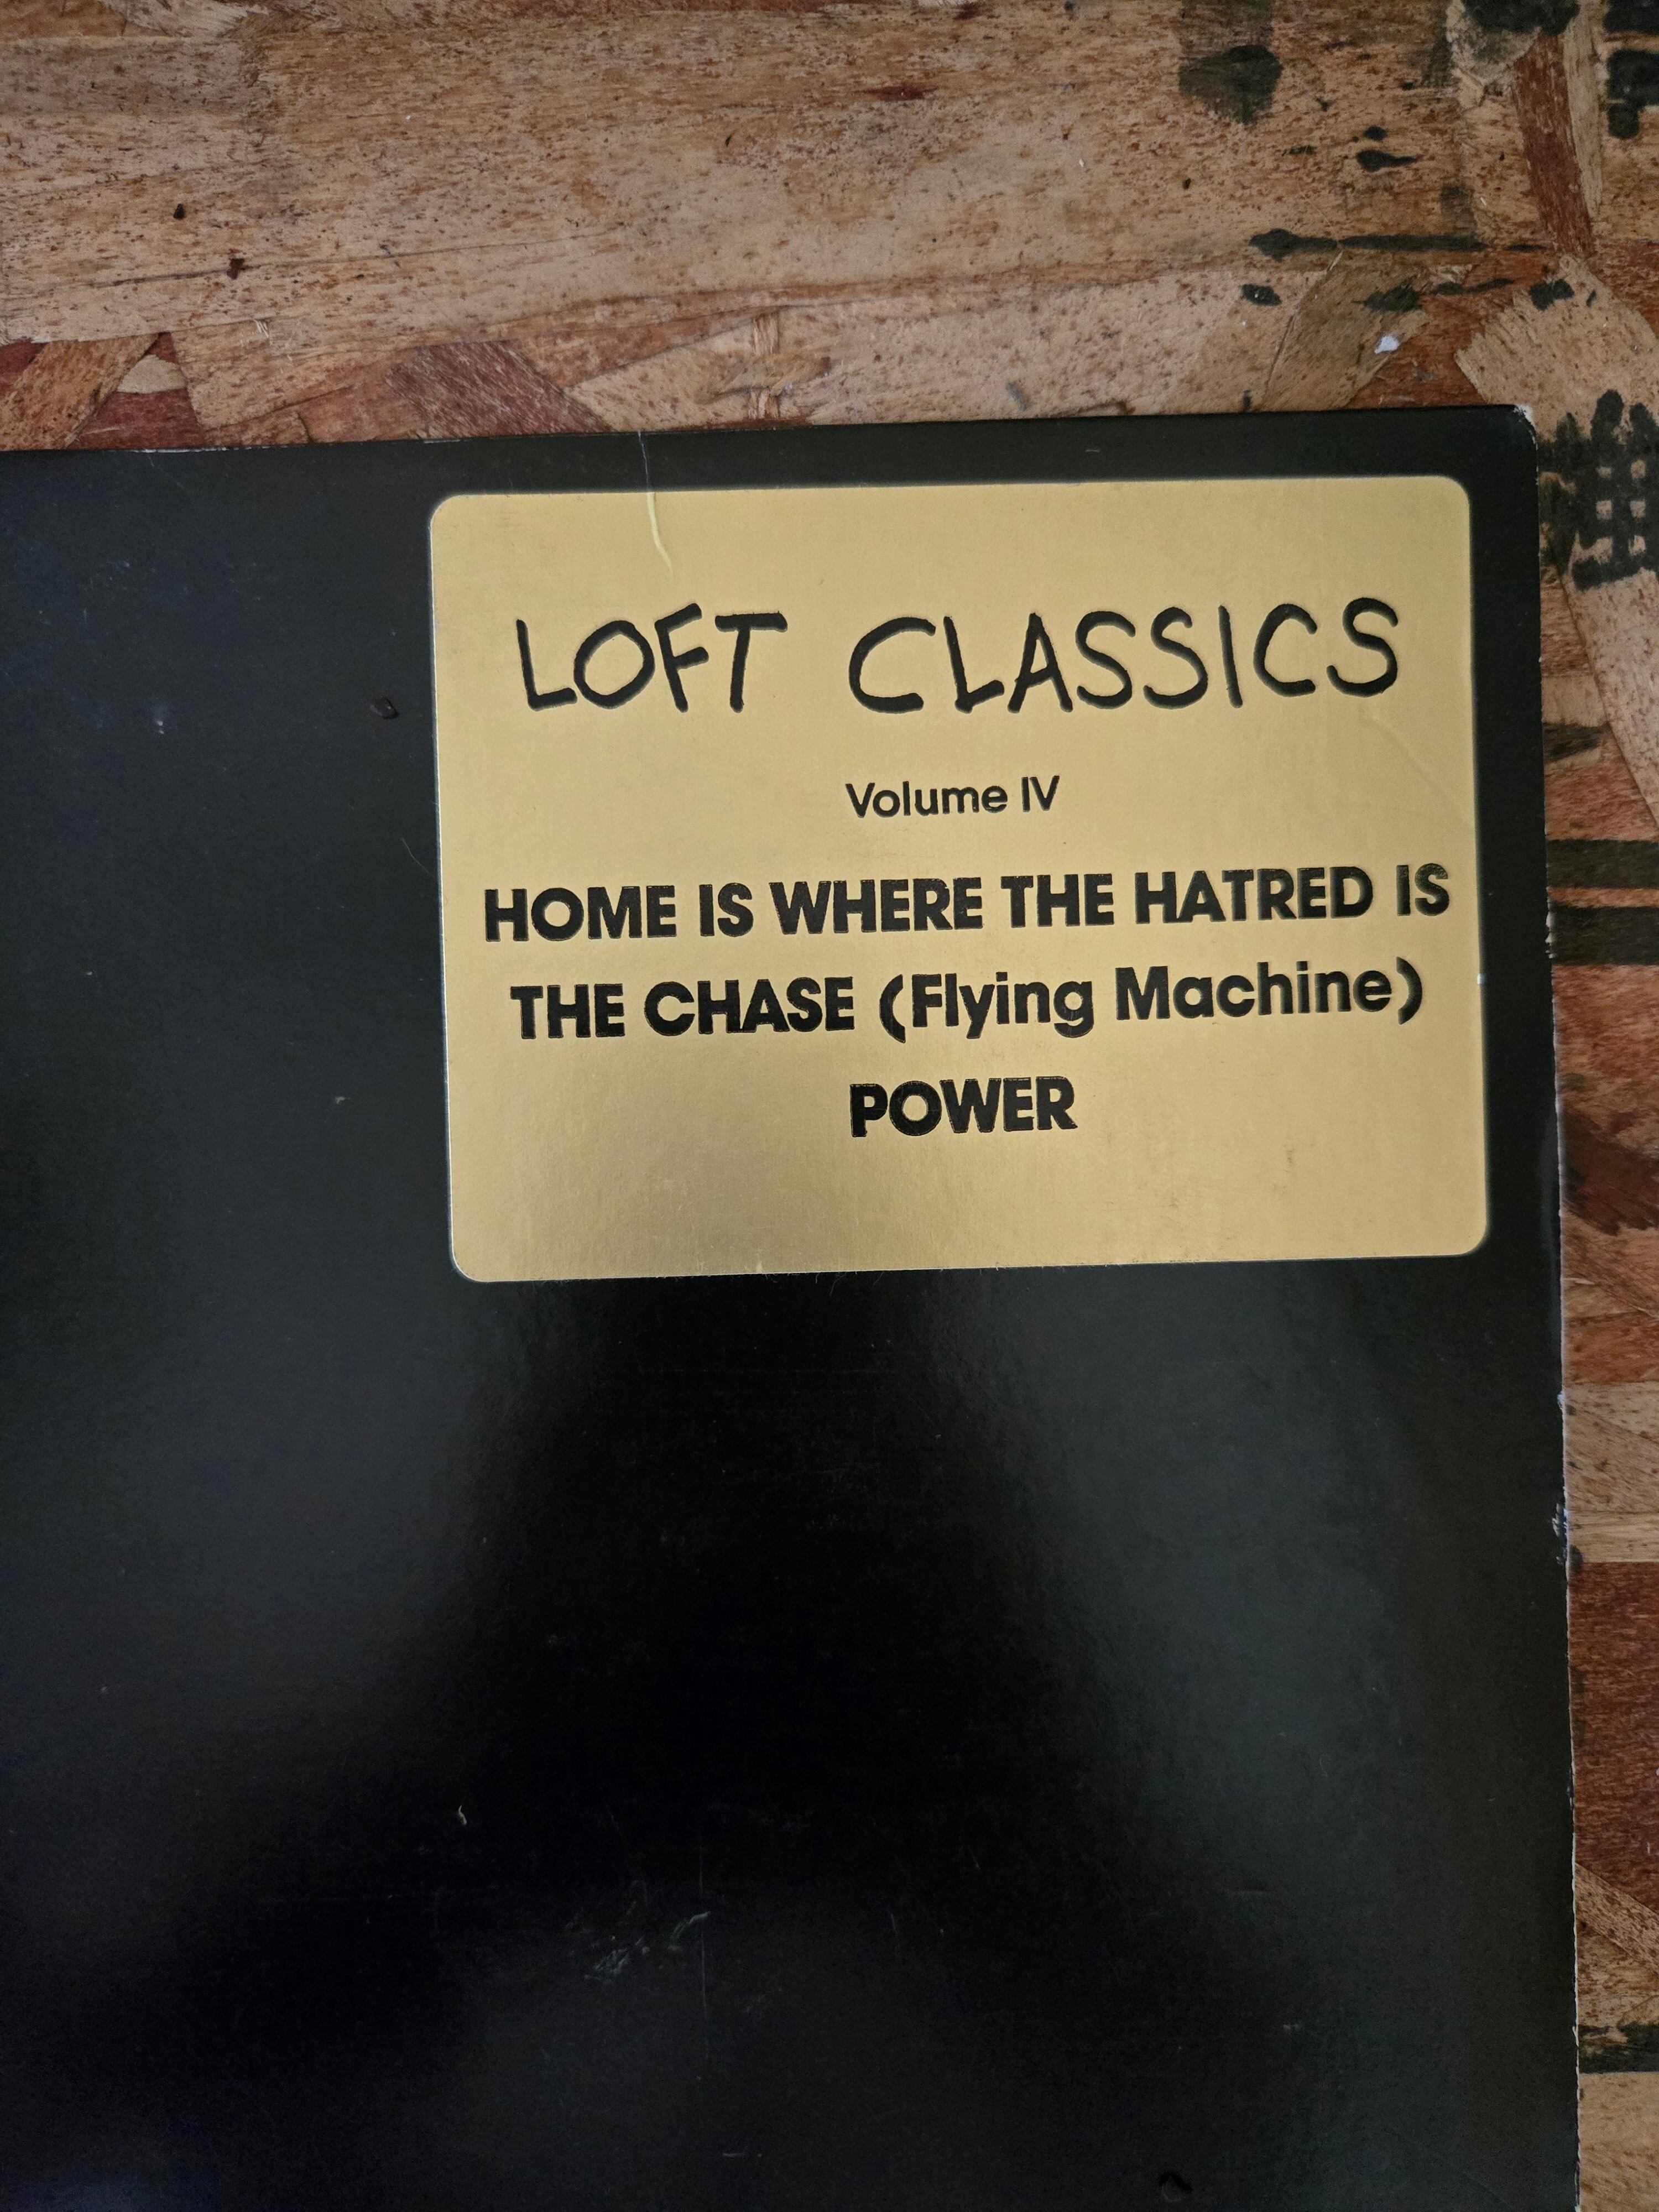 LOFT CLASSICS
Volume IV
HOME IS WHERE THE HATRED IS
THE CHASE (Flying Machine)
POWER